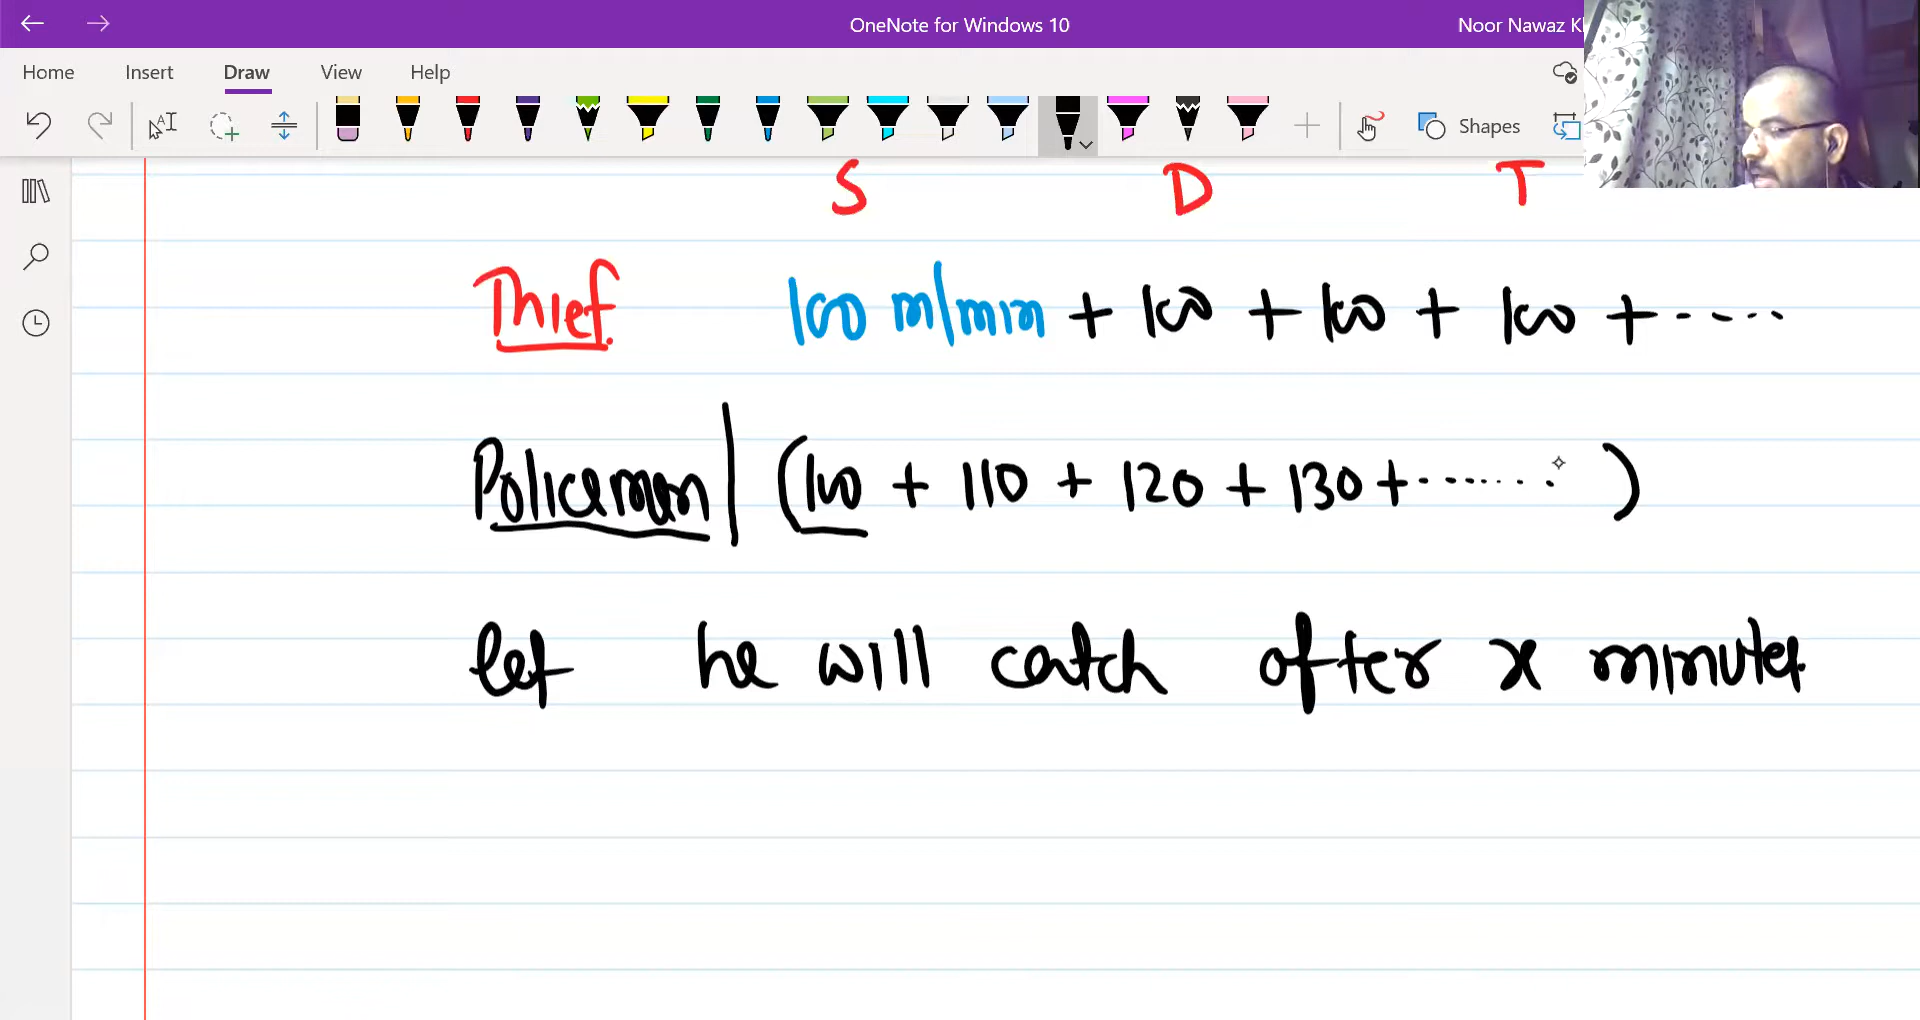 OneNote for Windows 10
Noor Nawaz K
Home Insert Draw View Help
Shapes
S D T
Thief 100 m/min + 100 + 100 + 100 + -----
Policeman | (100 + 110 + 120 + 130 + ....... )
let he will catch after x minutes.